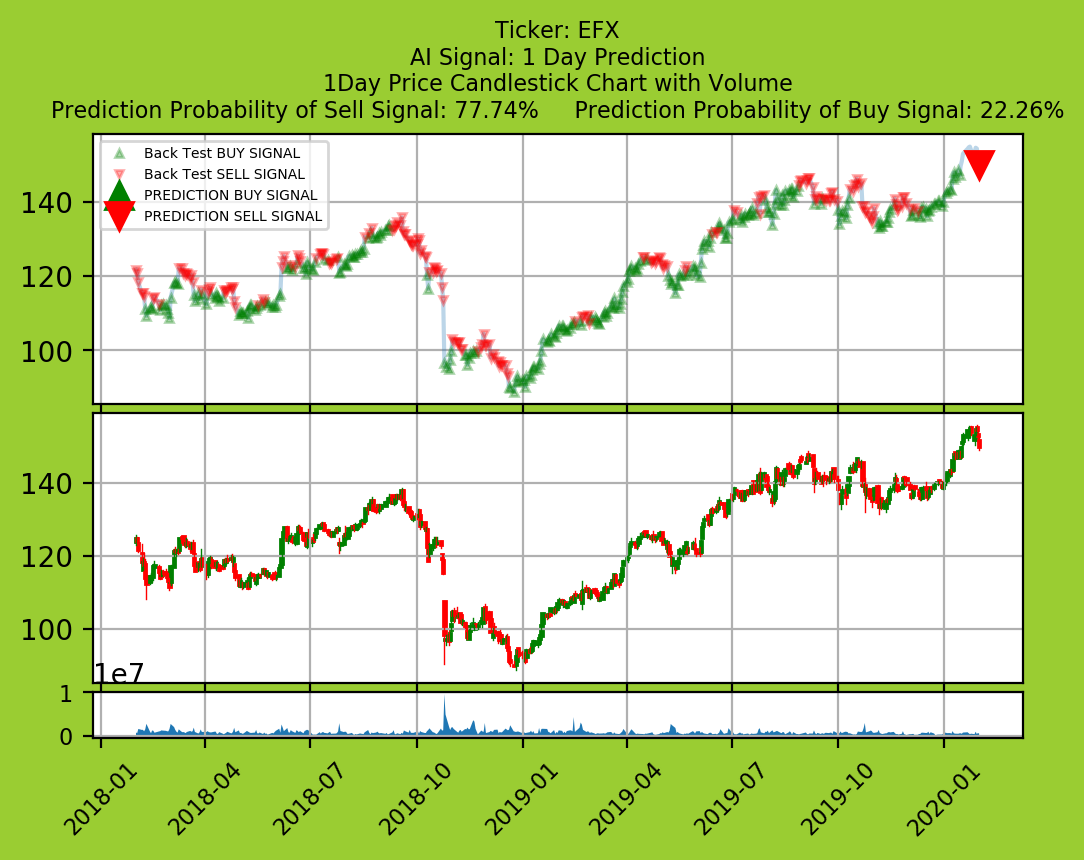 Ticker: EFX
AI Signal: 1 Day Prediction
1Day Price Candlestick Chart with Volume
Prediction Probability of Sell Signal: 77.74% Prediction Probability of Buy Signal: 22.26%
Back Test BUY SIGNAL
Back Test SELL SIGNAL
PREDICTION BUY SIGNAL
PREDICTION SELL SIGNAL
140
120
100
140
120
100
1e7
1
0
2018-01
2018-04
2018-07
2018-10
2019-01
2019-04
2019-07
2019-10
2020-01